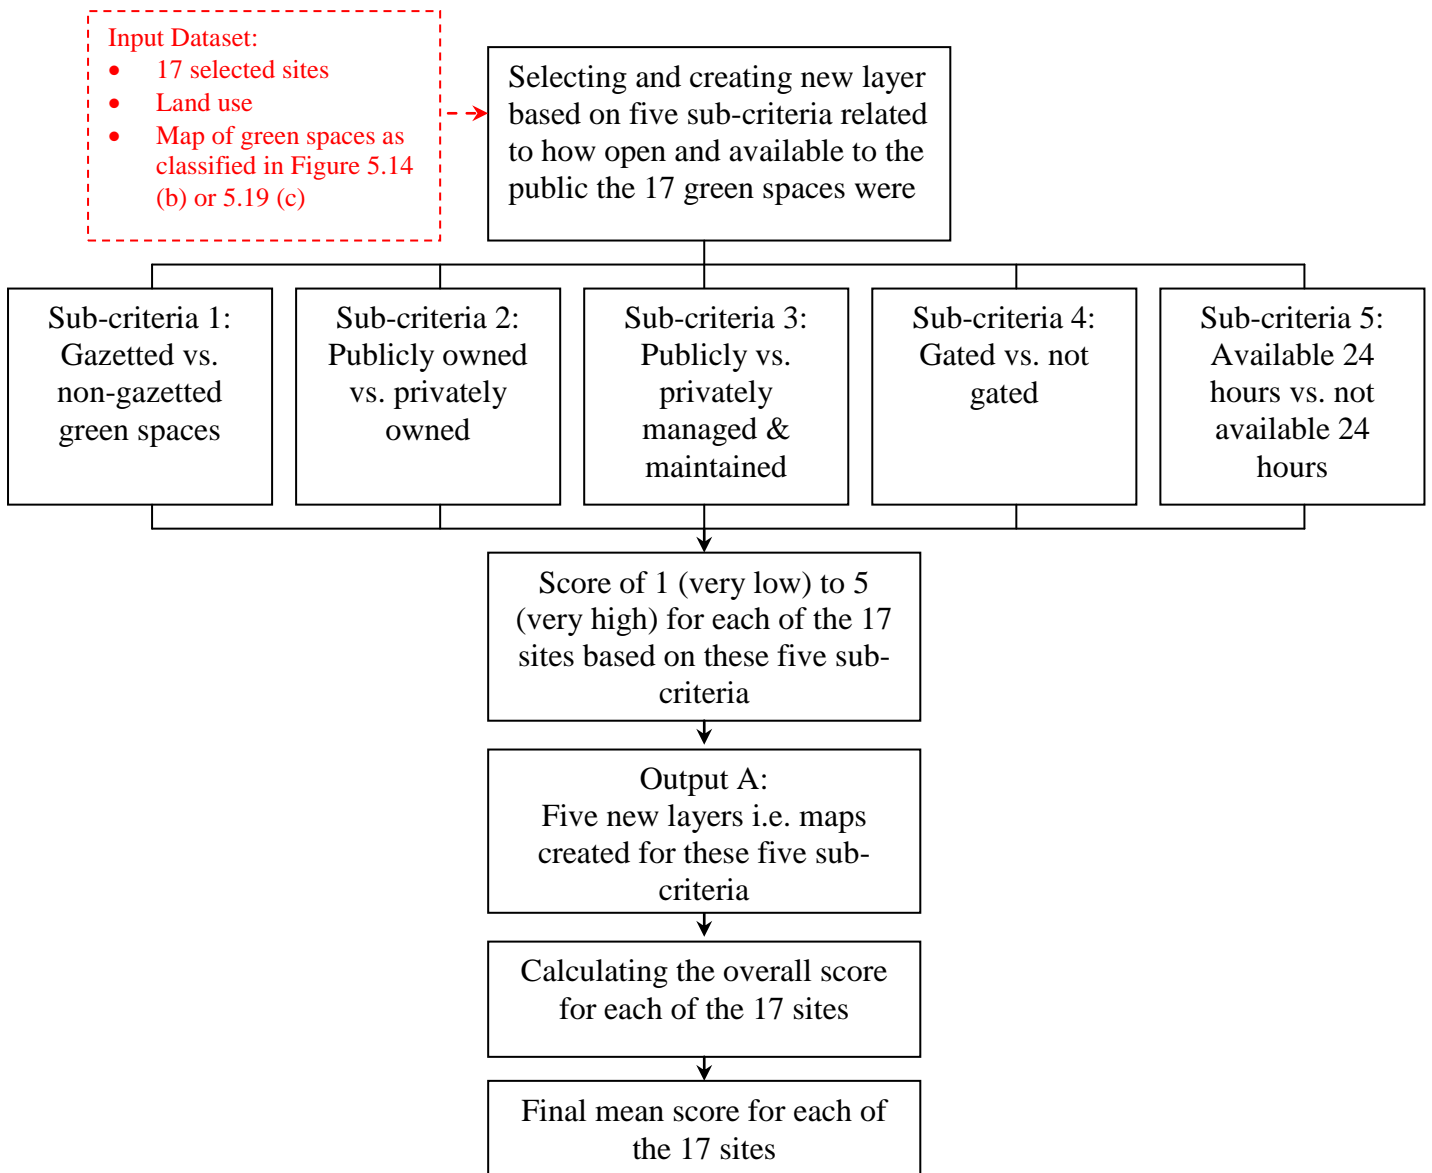 Input Dataset:
• 17 selected sites
• Land use
• Map of green spaces as
classified in Figure 5.14
(b) or 5.19 (c)
Selecting and creating new layer
based on five sub-criteria related
to how open and available to the
public the 17 green spaces were
Sub-criteria 1:
Gazetted vs.
non-gazetted
green spaces
Sub-criteria 2:
Publicly owned
vs. privately
owned
Sub-criteria 3:
Publicly vs.
privately
managed &
maintained
Sub-criteria 4:
Gated vs. not
gated
Sub-criteria 5:
Available 24
hours vs. not
available 24
hours
Score of 1 (very low) to 5
(very high) for each of the 17
sites based on these five sub-
criteria
Output A:
Five new layers i.e. maps
created for these five sub-
criteria
Calculating the overall score
for each of the 17 sites
Final mean score for each of
the 17 sites